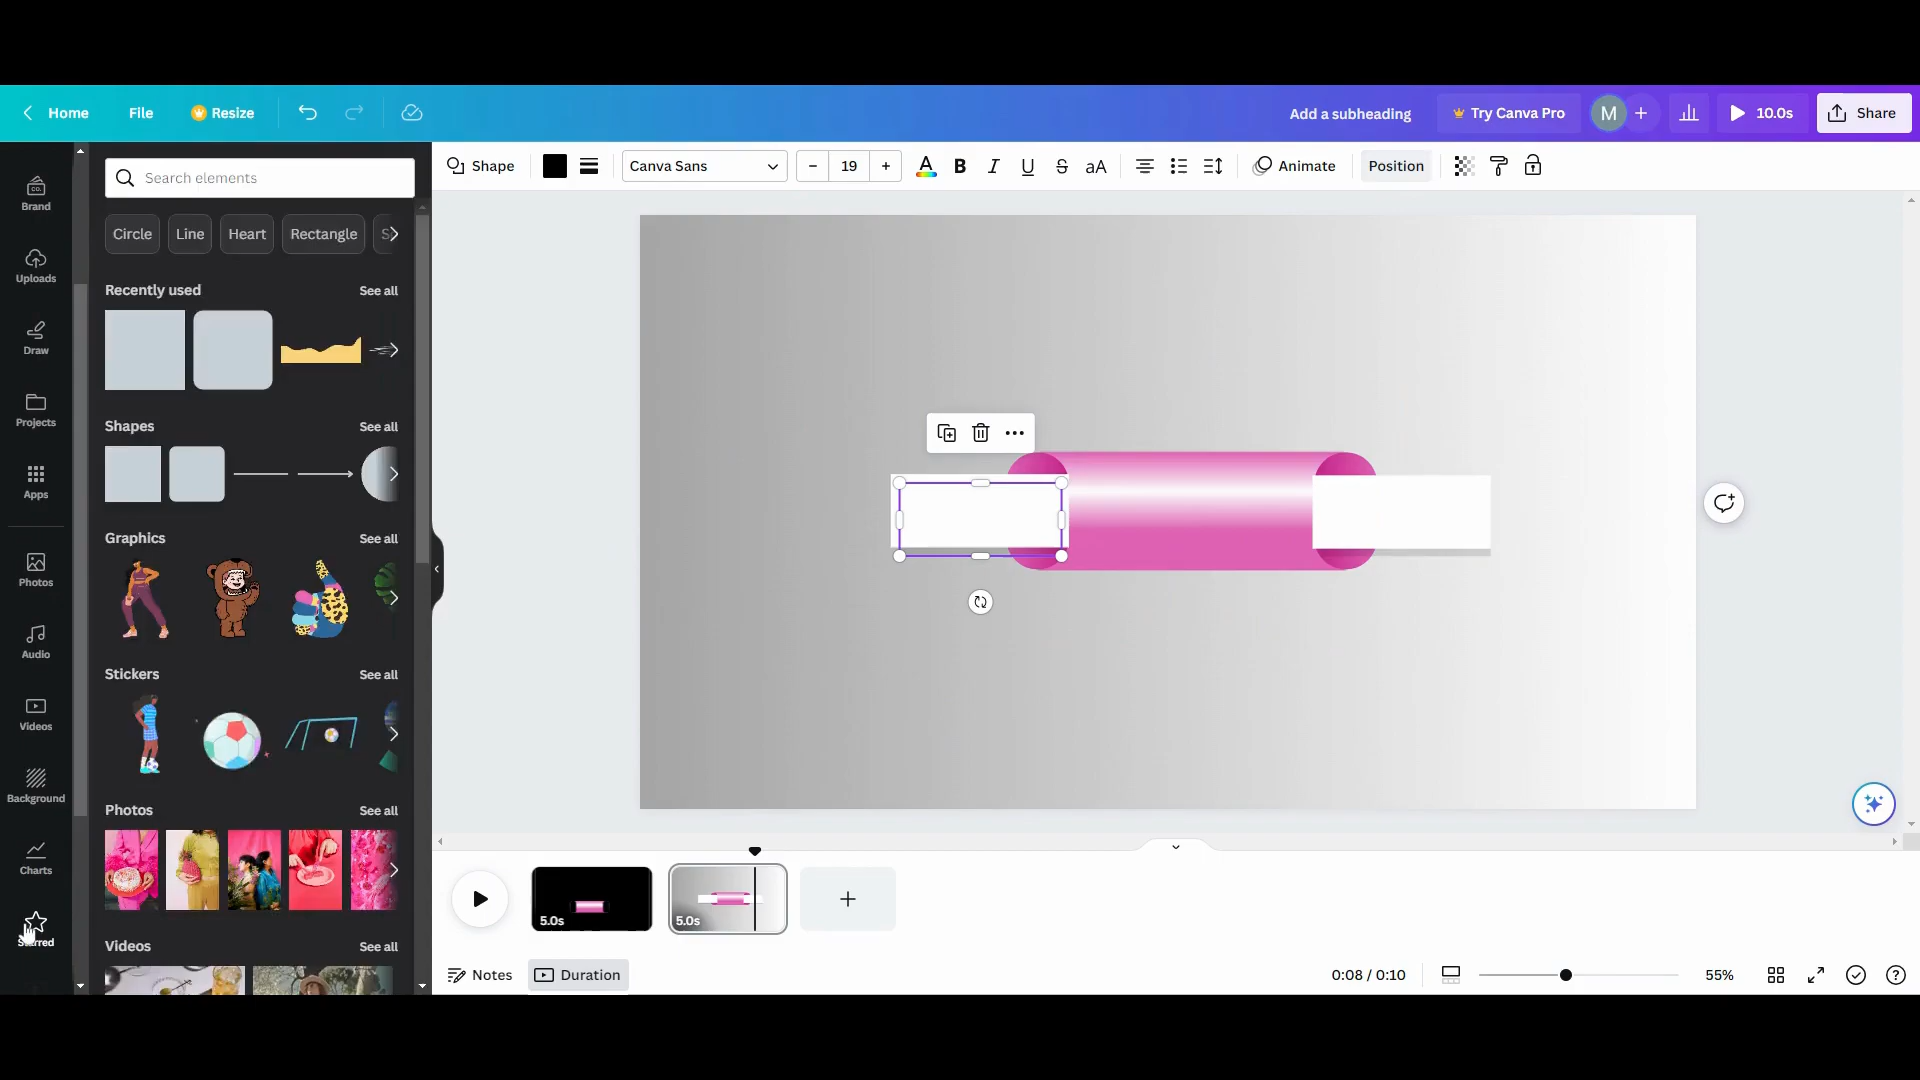 Home File Resize
Add a subheading Try Canva Pro M 10.0s Share
Shape Canva Sans 19 B I U S aA Animate Position
Brand
Uploads
Draw
Projects
Apps
Photos
Audio
Videos
Background
Charts
Search elements
Circle Line Heart Rectangle
Recently used See all
Shapes See all
Graphics See all
Stickers See all
Photos See all
Videos See all
5.0s 5.0s
Notes Duration
0:08 / 0:10 55%